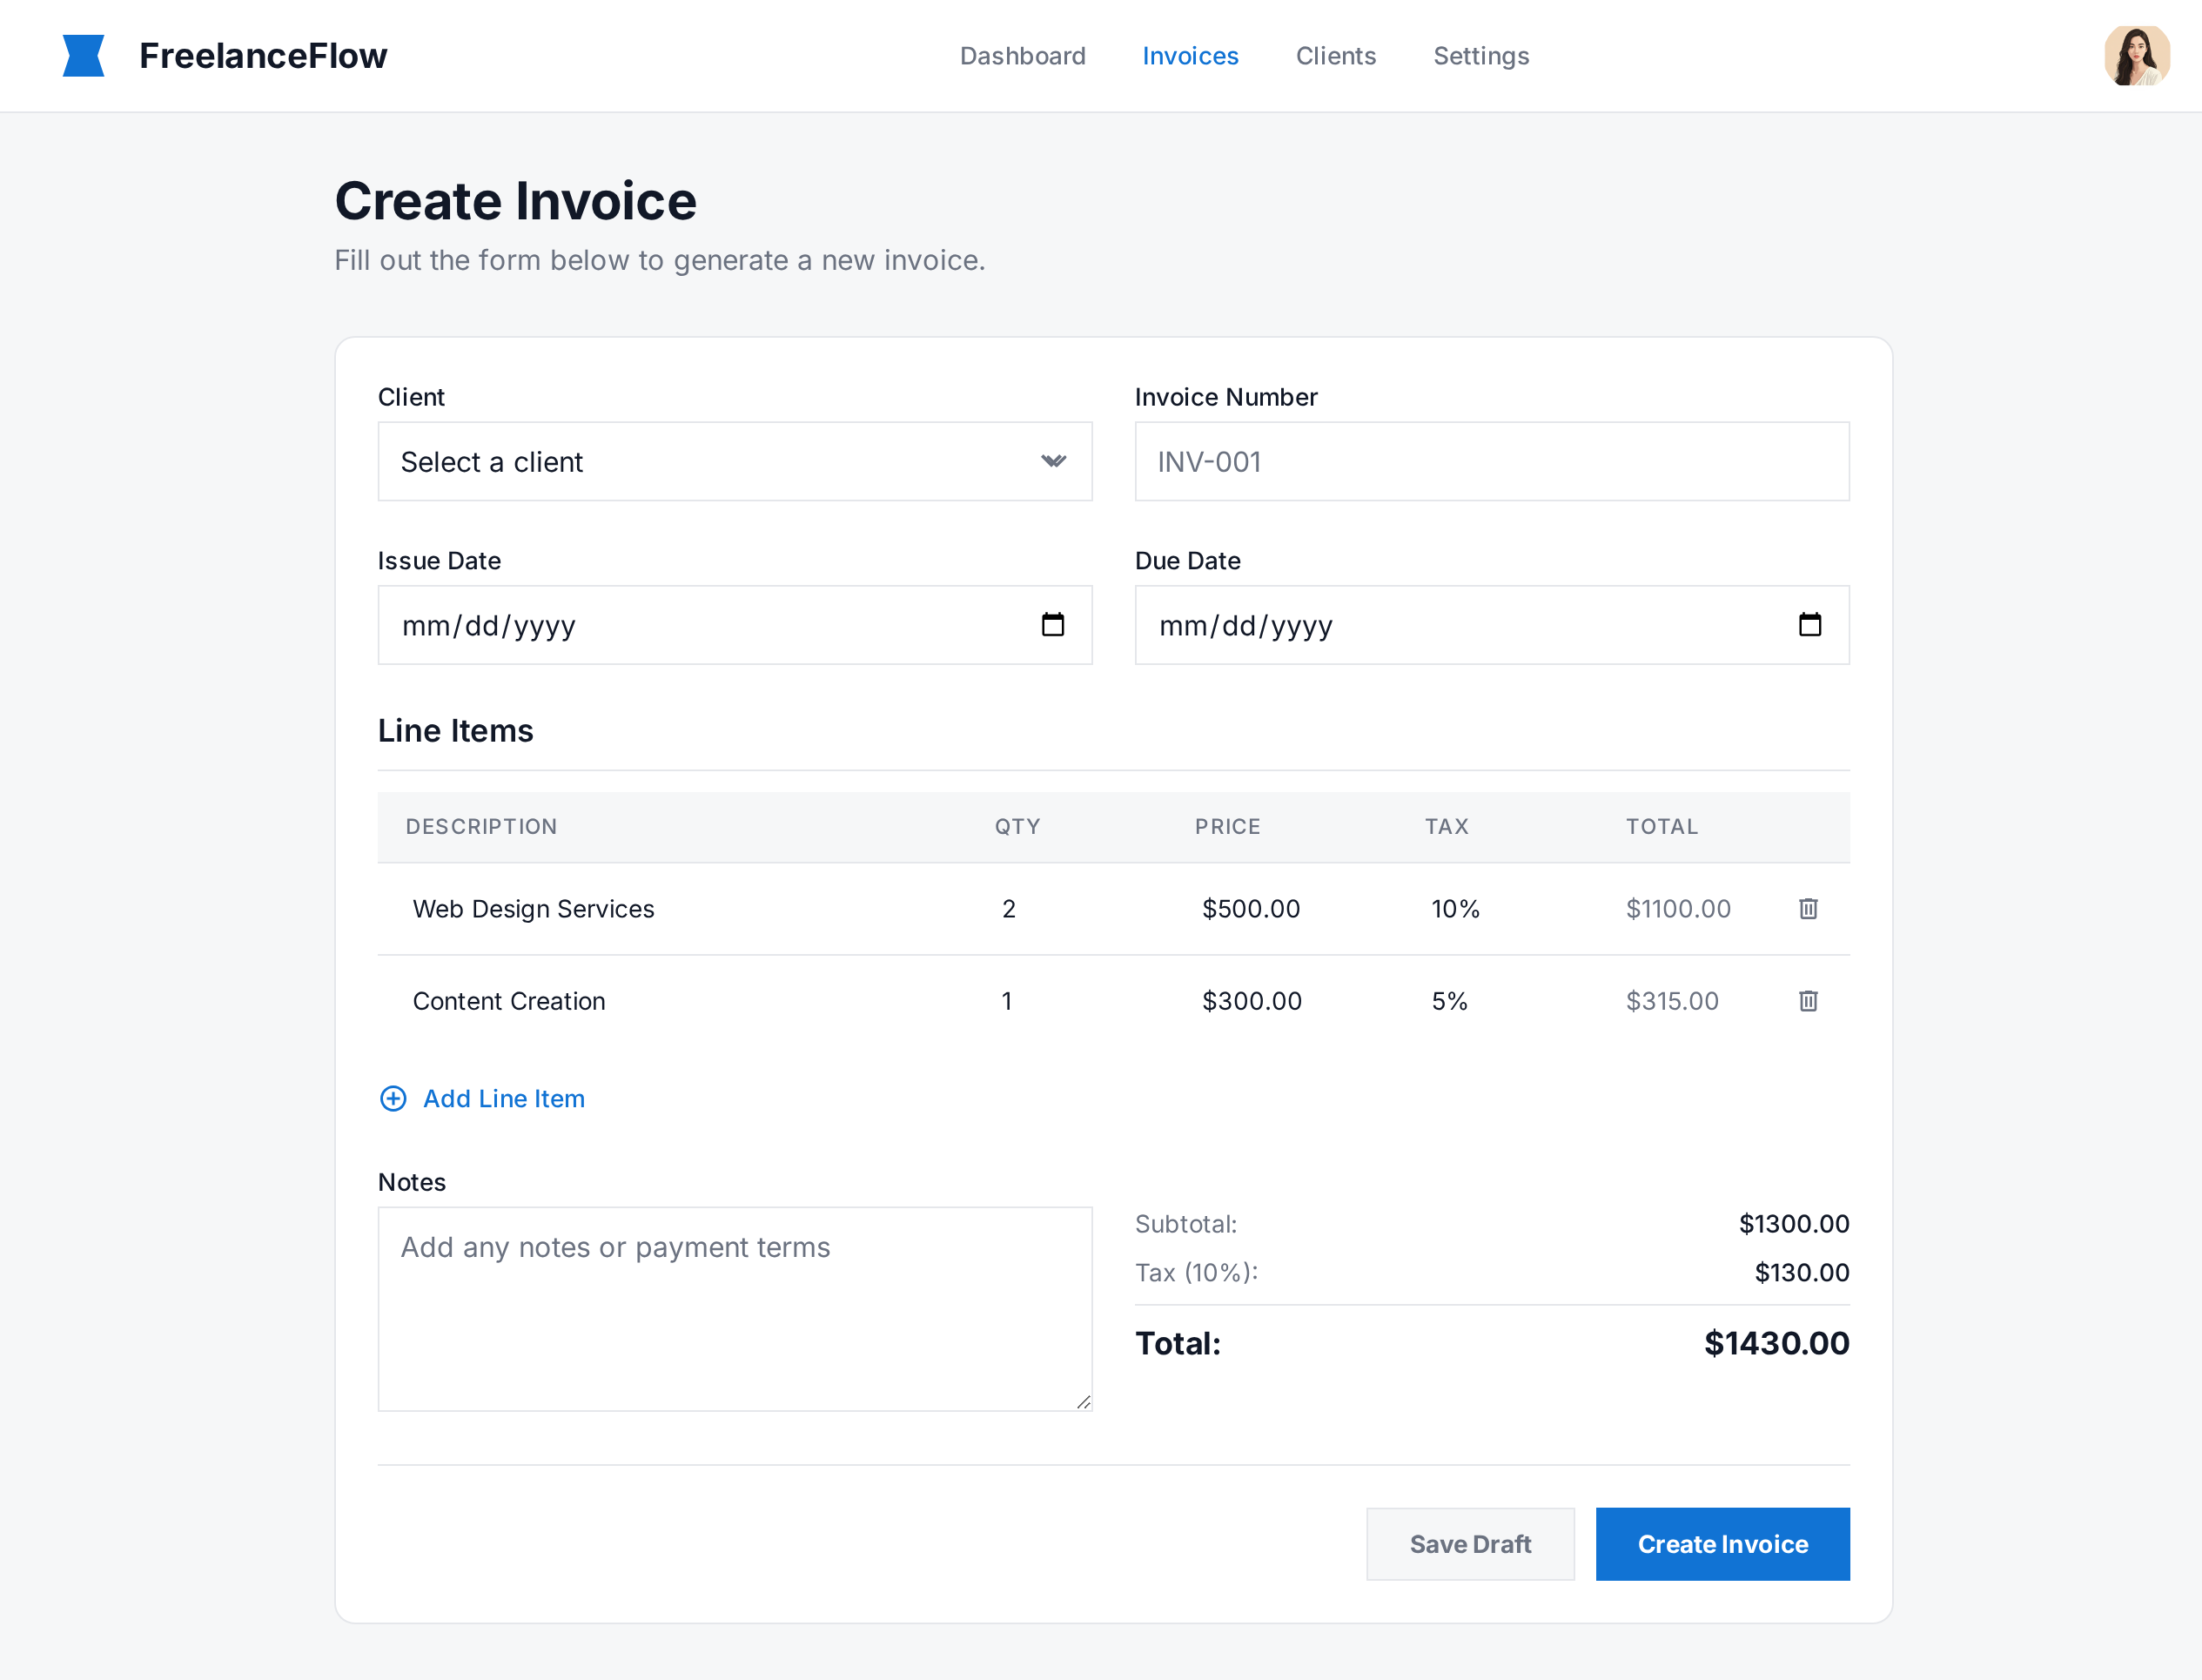 FreelanceFlow
Dashboard Invoices Clients Settings
Create Invoice
Fill out the form below to generate a new invoice.
Client
Select a client
Invoice Number
INV-001
Issue Date
mm/dd/yyyy
Due Date
mm/dd/yyyy
Line Items
DESCRIPTION QTY PRICE TAX TOTAL
Web Design Services 2 $500.00 10% $1100.00
Content Creation 1 $300.00 5% $315.00
Add Line Item
Notes
Add any notes or payment terms
Subtotal: $1300.00
Tax (10%): $130.00
Total: $1430.00
Save Draft Create Invoice